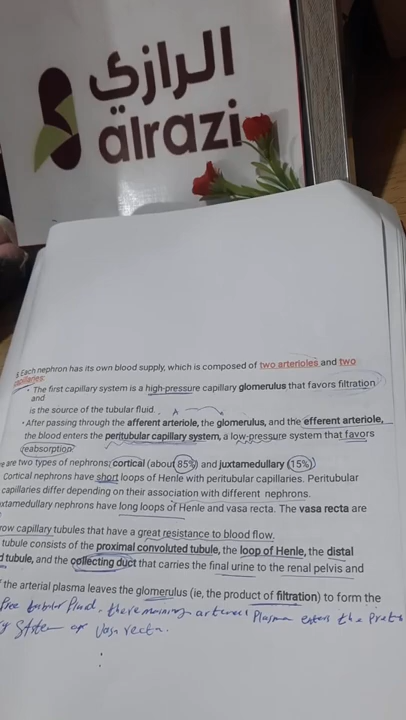 الرازي
alrazi
Each nephron has its own blood supply, which is composed of two arterioles and two
capillaries:
• The first capillary system is a high-pressure capillary glomerulus that favors filtration
and
is the source of the tubular fluid.
• After passing through the afferent arteriole, the glomerulus, and the efferent arteriole,
the blood enters the peritubular capillary system, a low-pressure system that favors
reabsorption
are two types of nephrons; cortical (about 85%) and juxtamedullary (15%)
Cortical nephrons have short loops of Henle with peritubular capillaries. Peritubular
capillaries differ depending on their association with different nephrons.
xtamedullary nephrons have long loops of Henle and vasa recta. The vasa recta are
row capillary tubules that have a great resistance to blood flow.
tubule consists of the proximal convoluted tubule, the loop of Henle, the distal
d tubule, and the collecting duct that carries the final urine to the renal pelvis and
the arterial plasma leaves the glomerulus (ie, the product of filtration) to form the
free tubular fluid. the remaining arterial Plasma enters the
System or Vasa recta.